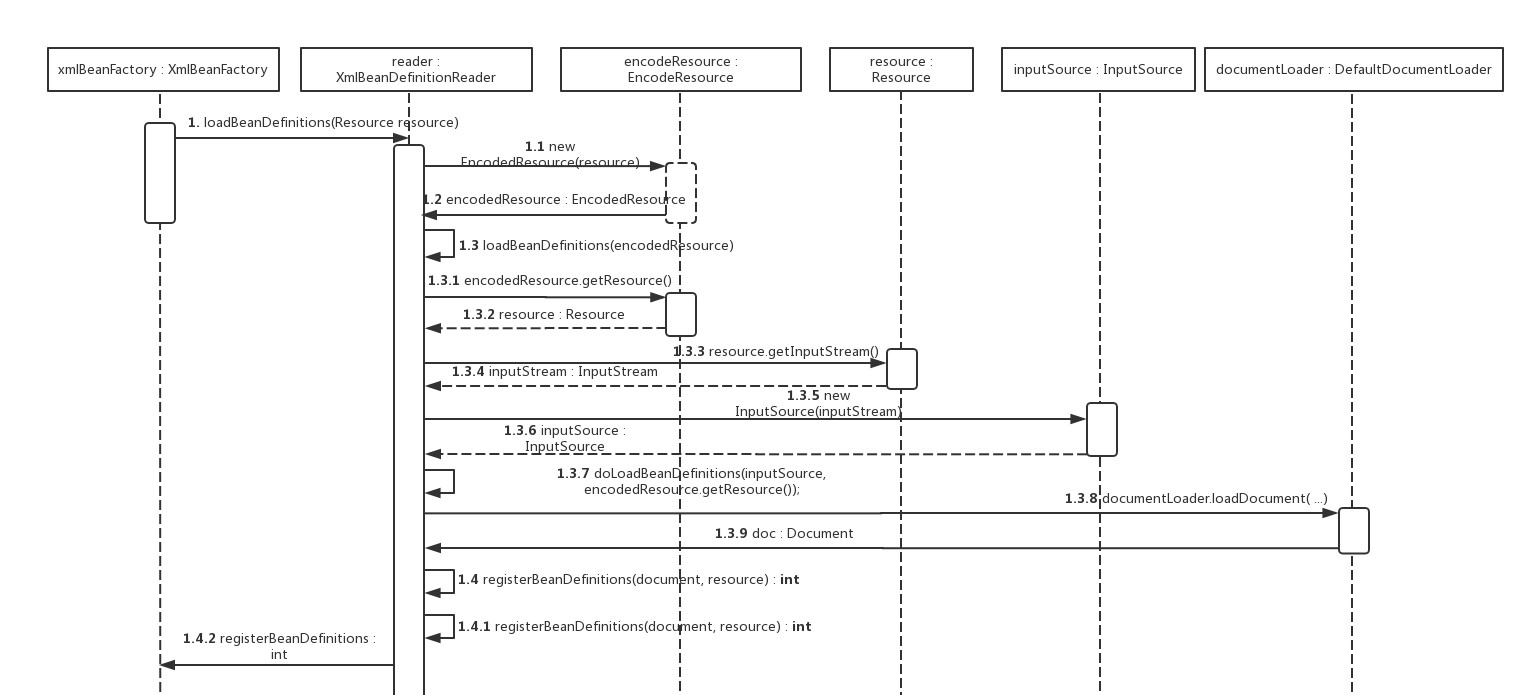 xmlBeanFactory : XmlBeanFactory
reader :
XmlBeanDefinitionReader
encodeResource :
EncodeResource
resource :
Resource
inputSource : InputSource
documentLoader : DefaultDocumentLoader
1. loadBeanDefinitions(Resource resource)
1.1 new
EncodedResource(resource)
1.2 encodedResource : EncodedResource
1.3 loadBeanDefinitions(encodedResource)
1.3.1 encodedResource.getResource()
1.3.2 resource : Resource
1.3.3 resource.getInputStream()
1.3.4 inputStream : InputStream
1.3.5 new
InputSource(inputStream)
1.3.6 inputSource :
InputSource
1.3.7 doLoadBeanDefinitions(inputSource,
encodedResource.getResource());
1.3.8 documentLoader.loadDocument( ...)
1.3.9 doc : Document
1.4 registerBeanDefinitions(document, resource) : int
1.4.1 registerBeanDefinitions(document, resource) : int
1.4.2 registerBeanDefinitions :
int